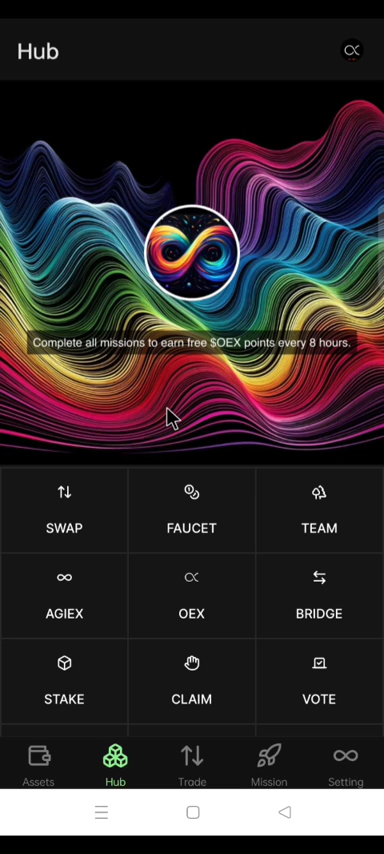 Hub
Complete all missions to earn free $OEX points every 8 hours.
SWAP
FAUCET
TEAM
AGIEX
OEX
BRIDGE
STAKE
CLAIM
VOTE
Assets
Hub
Trade
Mission
Setting